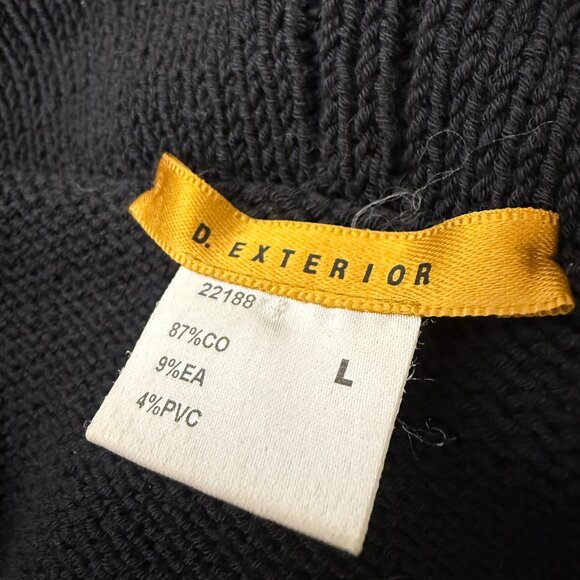 D. EXTERIOR
22188
87%CO
9%EA
4%PVC
L